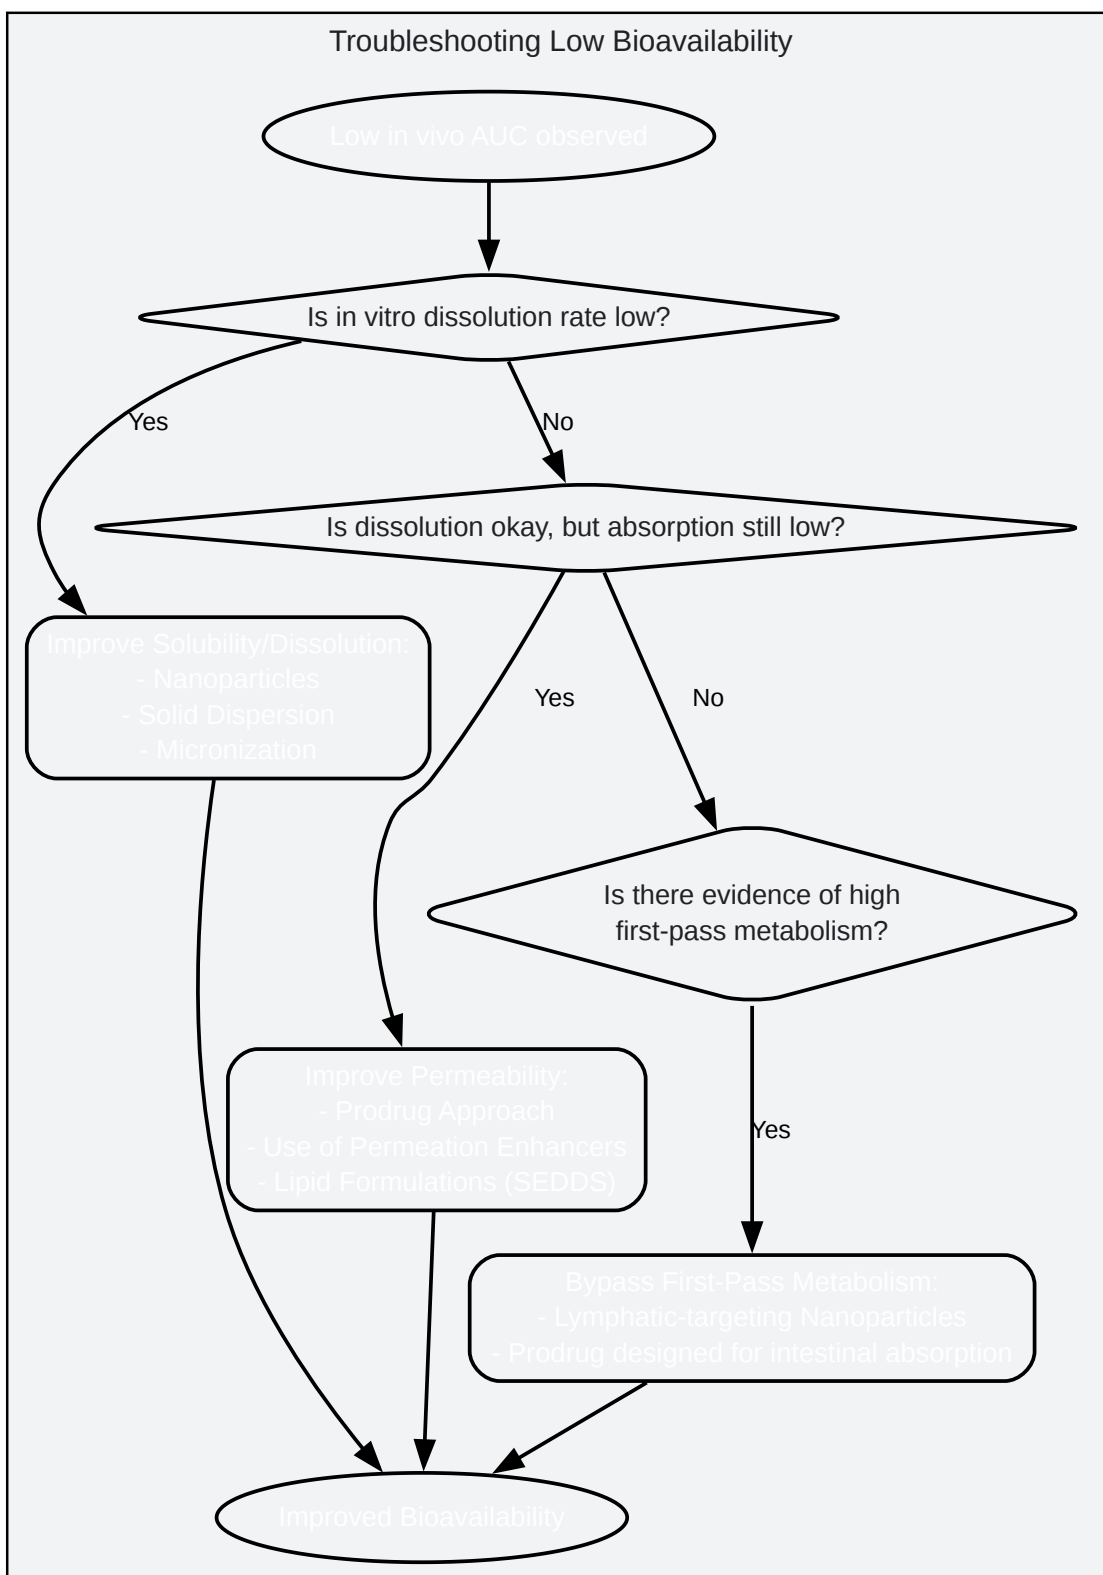 Troubleshooting Low Bioavailability
Low in vivo AUC observed
Is in vitro dissolution rate low?
Yes
No
Is dissolution okay, but absorption still low?
Improve Solubility/Dissolution:
- Nanoparticles
- Solid Dispersion
- Micronization
Yes
No
Is there evidence of high
first-pass metabolism?
Improve Permeability:
- Prodrug Approach
- Use of Permeation Enhancers
- Lipid Formulations (SEDDS)
Yes
Bypass First-Pass Metabolism:
- Lymphatic-targeting Nanoparticles
- Prodrug designed for intestinal absorption
Improved Bioavailability